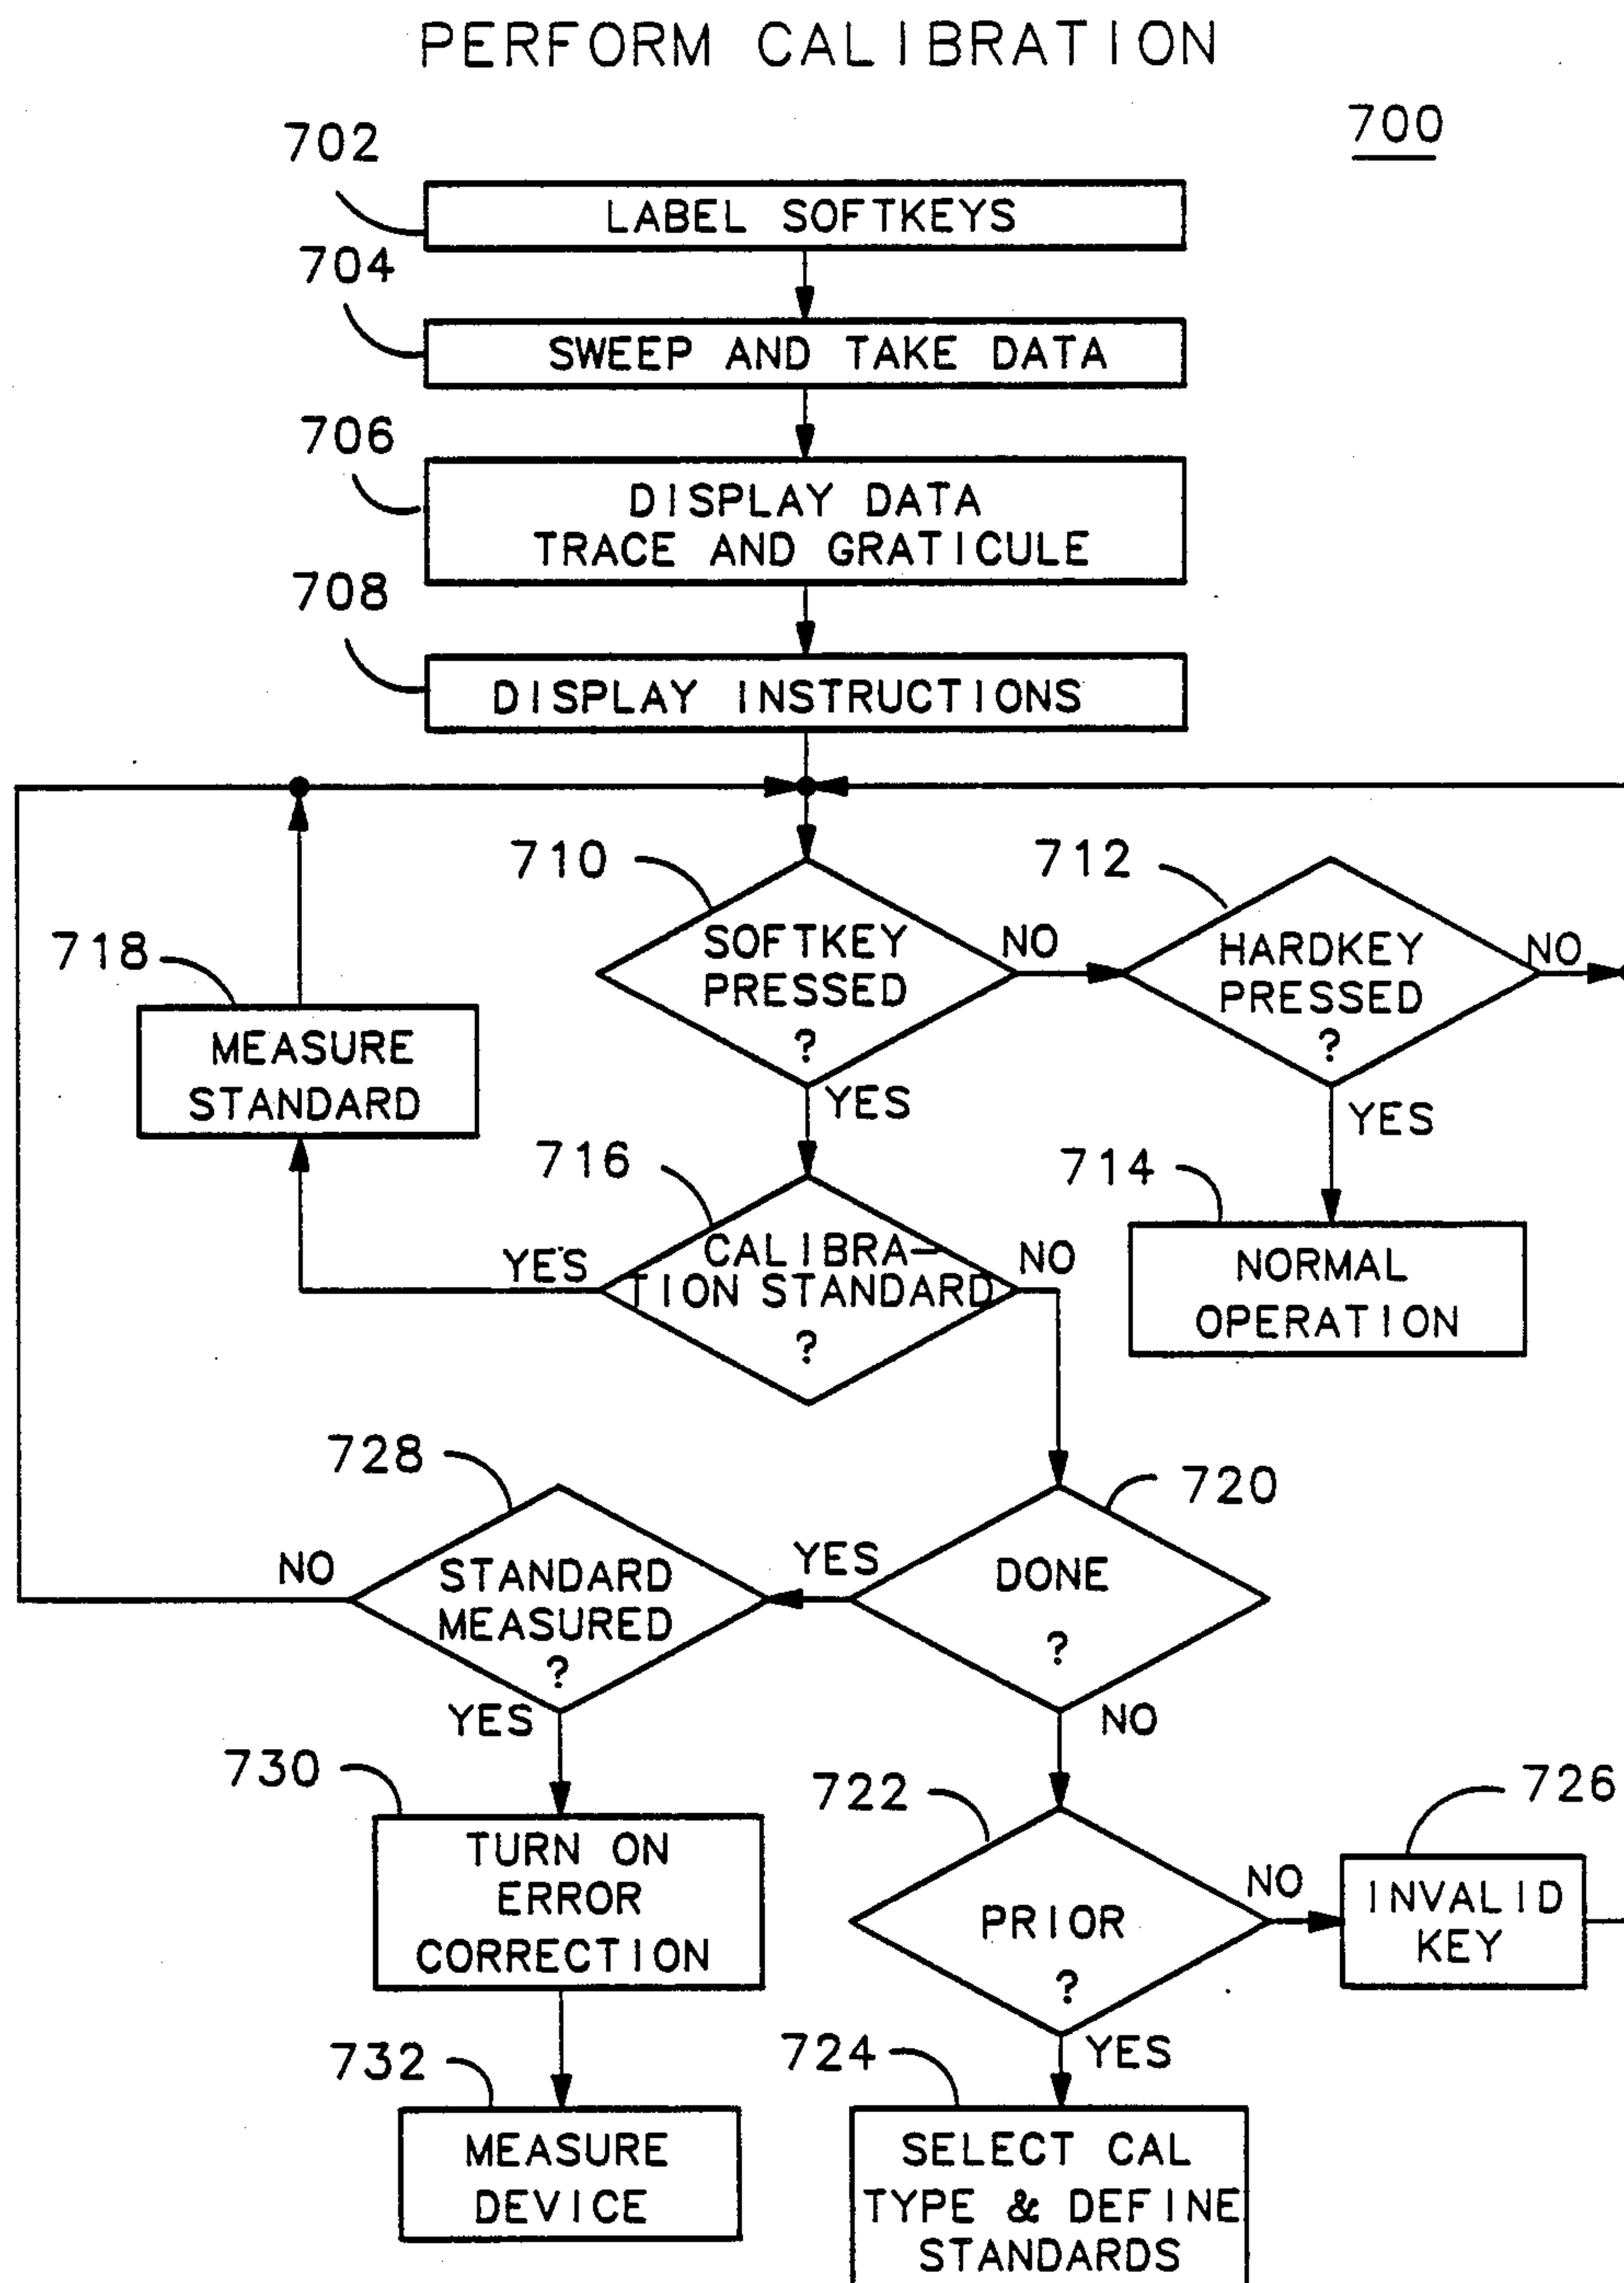 PERFORM CALIBRATION
700
702
LABEL SOFTKEYS
704
SWEEP AND TAKE DATA
706
DISPLAY DATA
TRACE AND GRATICULE
708
DISPLAY INSTRUCTIONS
710
SOFTKEY
PRESSED
?
NO
YES
712
HARDKEY
PRESSED
?
NO
YES
714
NORMAL
OPERATION
718
MEASURE
STANDARD
716
CALIBRA-
TION STANDARD
?
YES
NO
720
DONE
?
YES
NO
728
STANDARD
MEASURED
?
NO
YES
730
TURN ON
ERROR
CORRECTION
732
MEASURE
DEVICE
722
PRIOR
?
NO
YES
726
INVALID
KEY
724
SELECT CAL
TYPE & DEFINE
STANDARDS